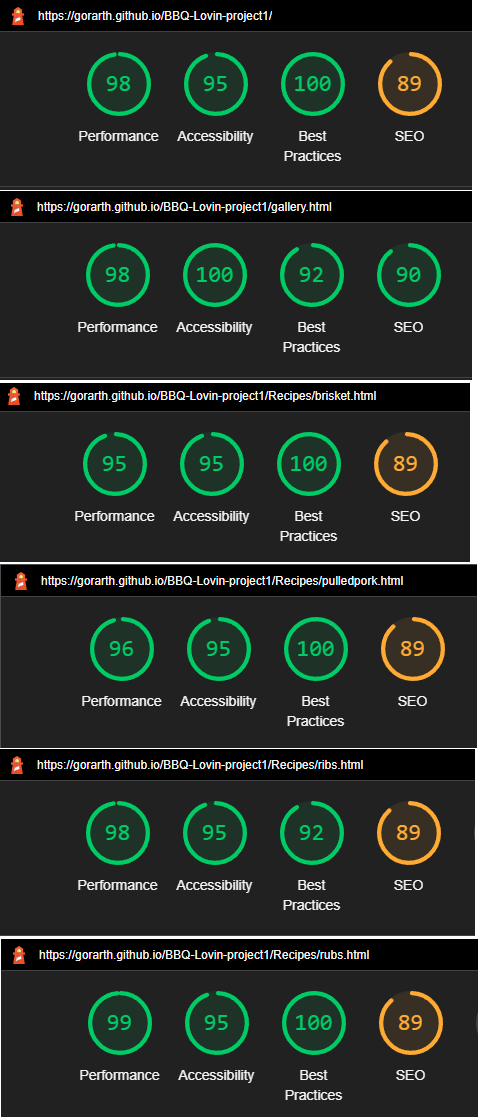 https://gorarth.github.io/BBQ-Lovin-project1/
98 95 100 89
Performance Accessibility Best Practices SEO
https://gorarth.github.io/BBQ-Lovin-project1/gallery.html
98 100 92 90
Performance Accessibility Best Practices SEO
https://gorarth.github.io/BBQ-Lovin-project1/Recipes/brisket.html
95 95 100 89
Performance Accessibility Best Practices SEO
https://gorarth.github.io/BBQ-Lovin-project1/Recipes/pulledpork.html
96 95 100 89
Performance Accessibility Best Practices SEO
https://gorarth.github.io/BBQ-Lovin-project1/Recipes/ribs.html
98 95 92 89
Performance Accessibility Best Practices SEO
https://gorarth.github.io/BBQ-Lovin-project1/Recipes/rubs.html
99 95 100 89
Performance Accessibility Best Practices SEO